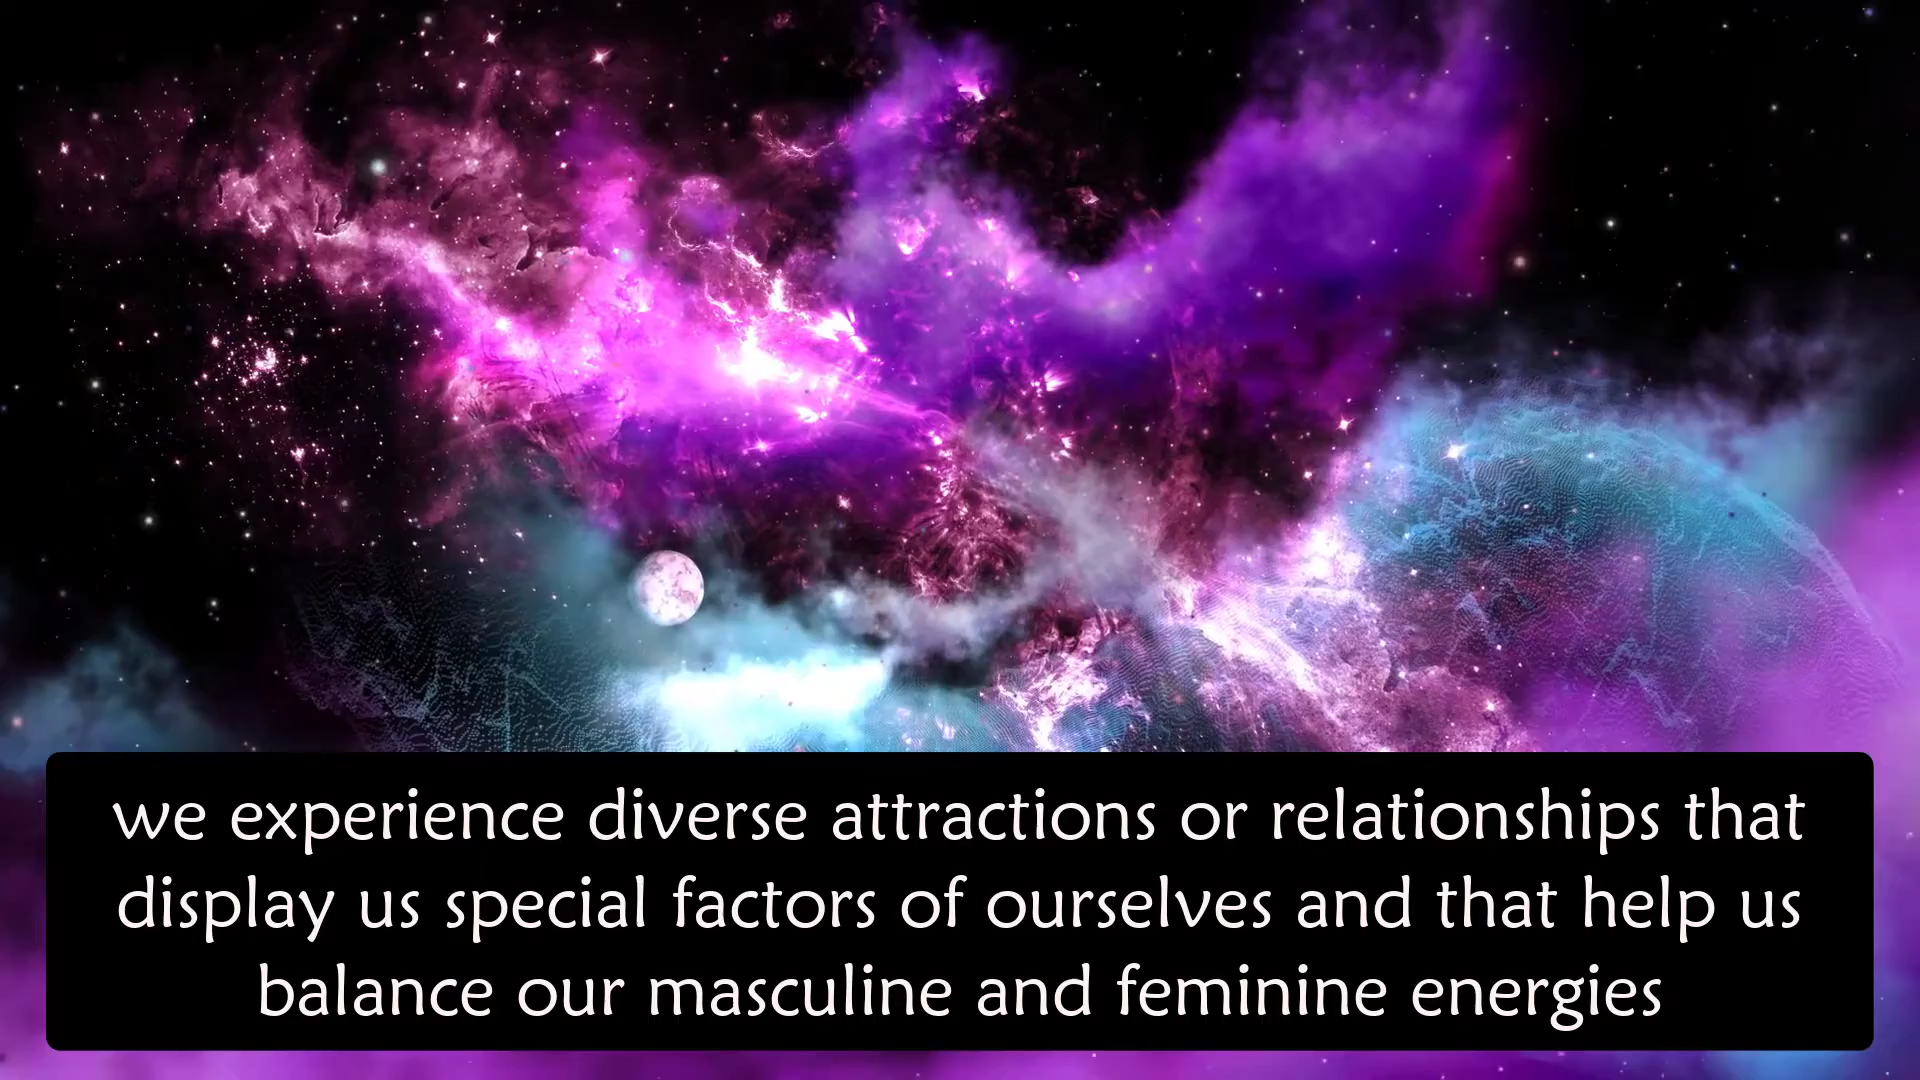 we experience diverse attractions or relationships that
display us special factors of ourselves and that help us
balance our masculine and feminine energies